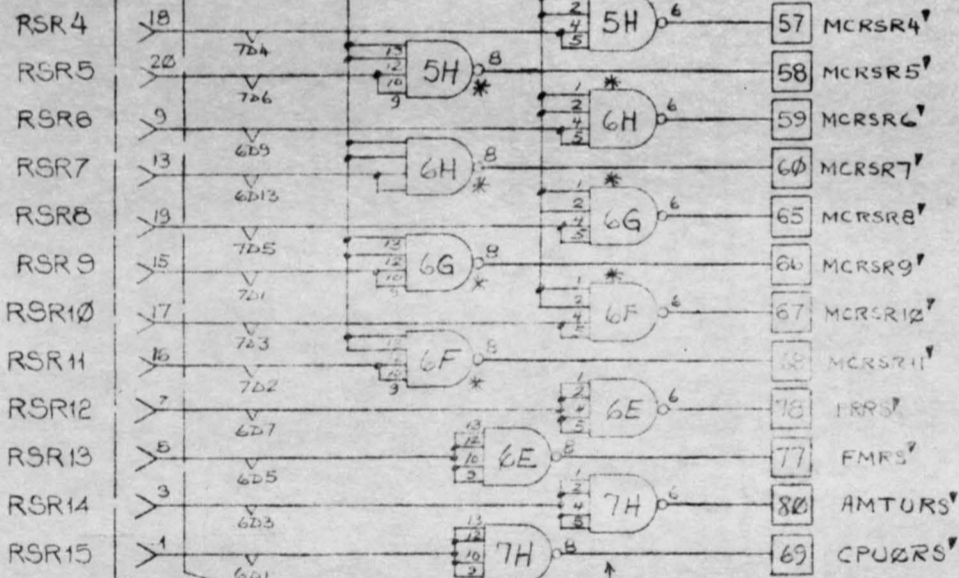 RSR4 18 7D4 2 4 5 5H 6 57 MCRSR4'
RSR5 20 7D6 13 12 10 9 5H 8 * 58 MCRSR5'
RSR6 9 6D9 1 2 4 5 6H 6 * 59 MCRSR6'
RSR7 13 6D13 6H 8 * 60 MCRSR7'
RSR8 19 7D5 1 2 4 5 6G 6 * 65 MCRSR8'
RSR9 15 7D1 13 12 10 6G 8 * 66 MCRSR9'
RSR10 17 7D3 1 2 6F 6 * 67 MCRSR10'
RSR11 16 7D2 10 9 6F 8 * 68 MCRSR11'
RSR12 7 6D7 1 2 4 5 6E 6 78
RSR13 8 6D5 13 12 10 6E 8 77 FMRS'
RSR14 3 6D3 1 4 7H 6 80 AMTURS'
RSR15 1 6D1 13 12 10 7H 8 69 CPU0RS'